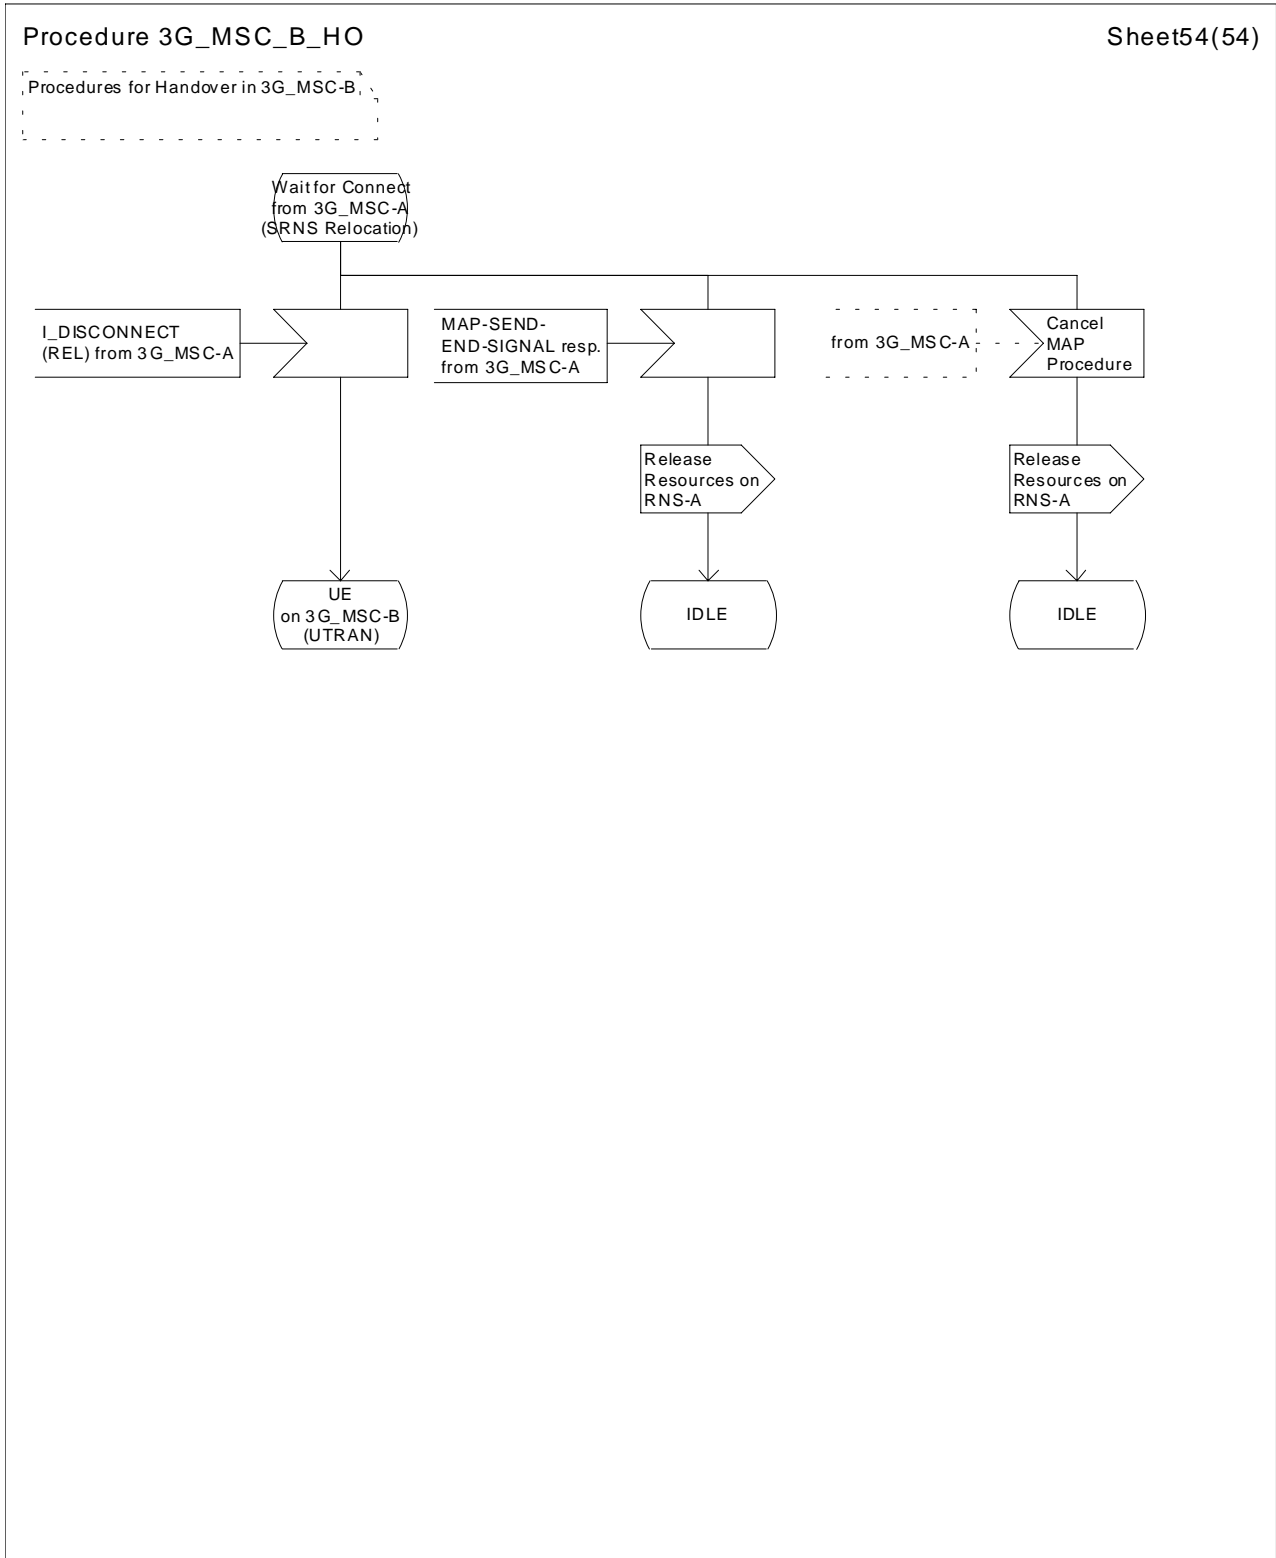 Procedure 3G_MSC_B_HO
Sheet54(54)
Procedures for Handover in 3G_MSC-B
Wait for Connect
from 3G_MSC-A
(SRNS Relocation)
I_DISCONNECT
(REL) from 3G_MSC-A
MAP-SEND-
END-SIGNAL resp.
from 3G_MSC-A
from 3G_MSC-A
Cancel
MAP
Procedure
Release
Resources on
RNS-A
Release
Resources on
RNS-A
UE
on 3G_MSC-B
(UTRAN)
IDLE
IDLE